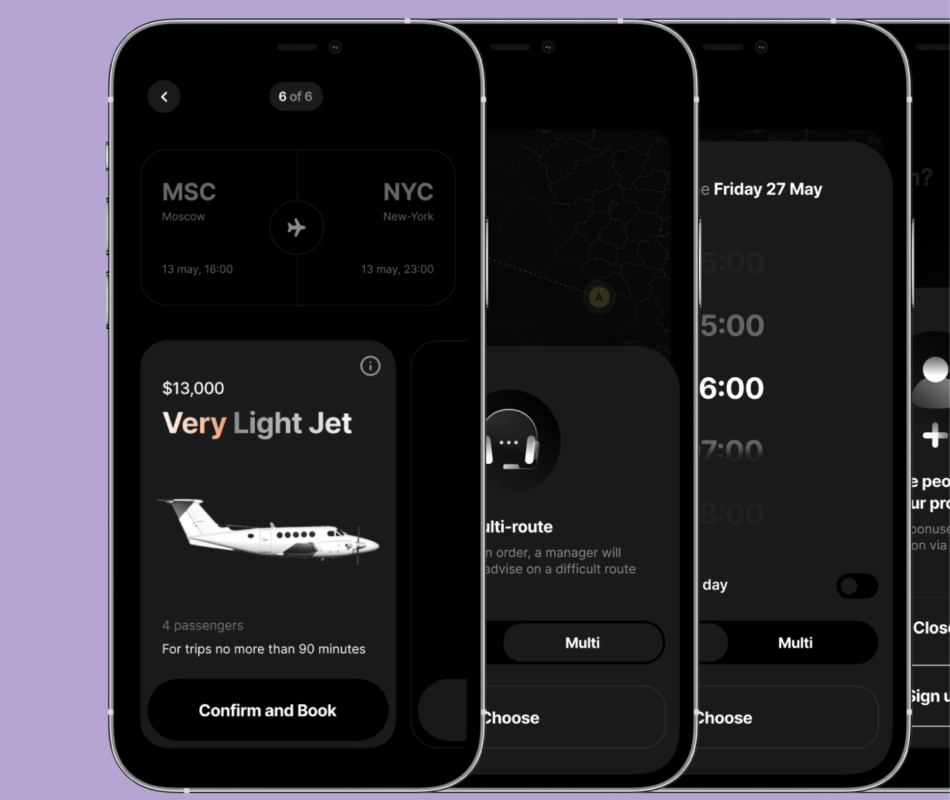 6 of 6
MSC
NYC
Moscow
New-York
13 may, 16:00
13 may, 23:00
$13,000
Very Light Jet
4 passengers
For trips no more than 90 minutes
Confirm and Book
A
ulti-route
n order, a manager will
advise on a difficult route
Multi
Choose
e Friday 27 May
5:00
5:00
6:00
7:00
8:00
day
Multi
Choose
n?
e peo
ur pro
bonuse
on via
Close
Sign u